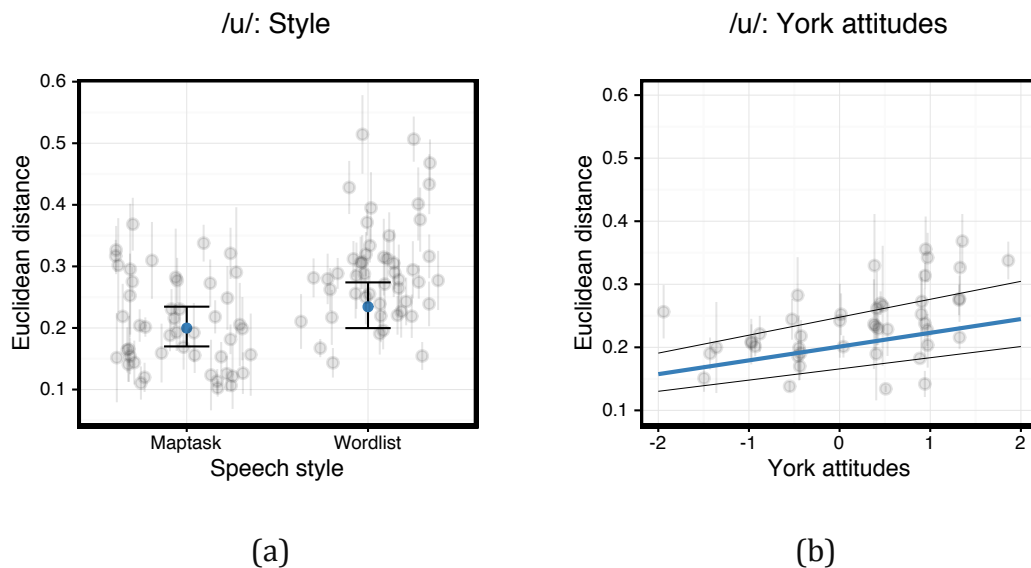 /u/: Style
0.6
0.5
0.4
0.3
0.2
0.1
Euclidean distance
Maptask Wordlist
Speech style
(a)
/u/: York attitudes
0.6
0.5
0.4
0.3
0.2
0.1
Euclidean distance
-2 -1 0 1 2
York attitudes
(b)